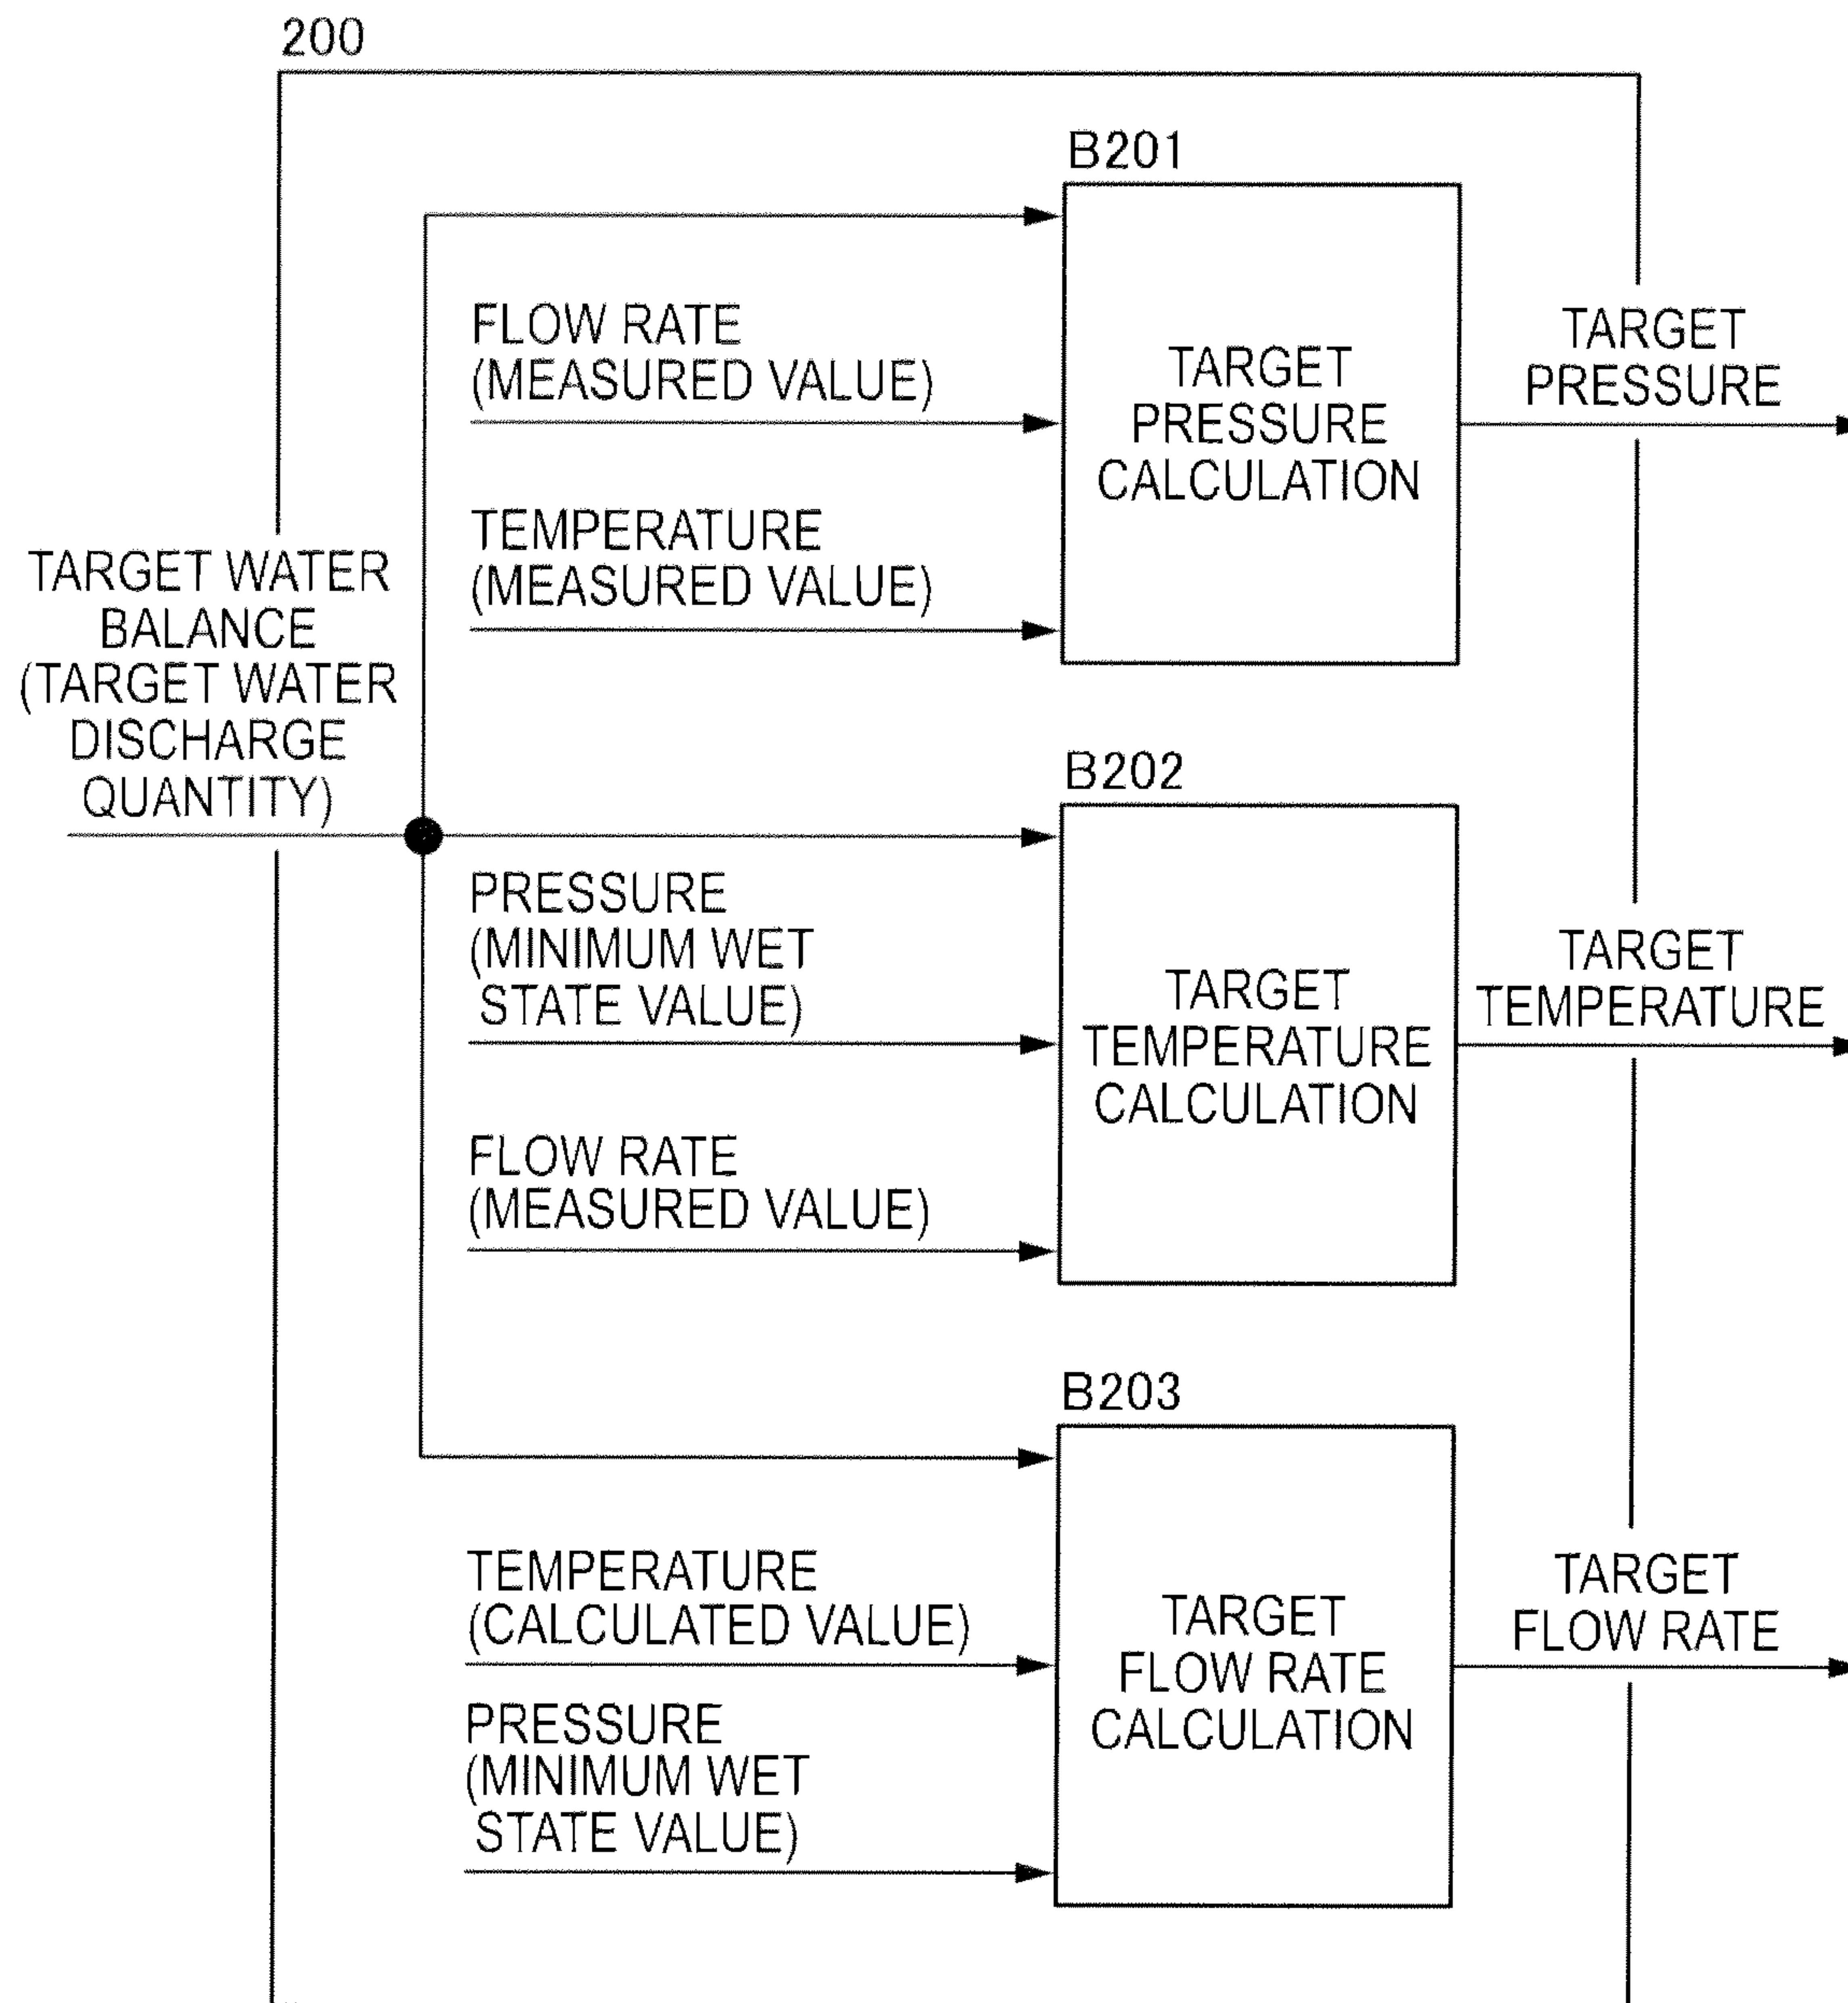 200
B201
FLOW RATE
(MEASURED VALUE)
TEMPERATURE
(MEASURED VALUE)
TARGET
PRESSURE
CALCULATION
TARGET
PRESSURE
TARGET WATER
BALANCE
(TARGET WATER
DISCHARGE
QUANTITY)
B202
PRESSURE
(MINIMUM WET
STATE VALUE)
FLOW RATE
(MEASURED VALUE)
TARGET
TEMPERATURE
CALCULATION
TARGET
TEMPERATURE
B203
TEMPERATURE
(CALCULATED VALUE)
PRESSURE
(MINIMUM WET
STATE VALUE)
TARGET
FLOW RATE
CALCULATION
TARGET
FLOW RATE